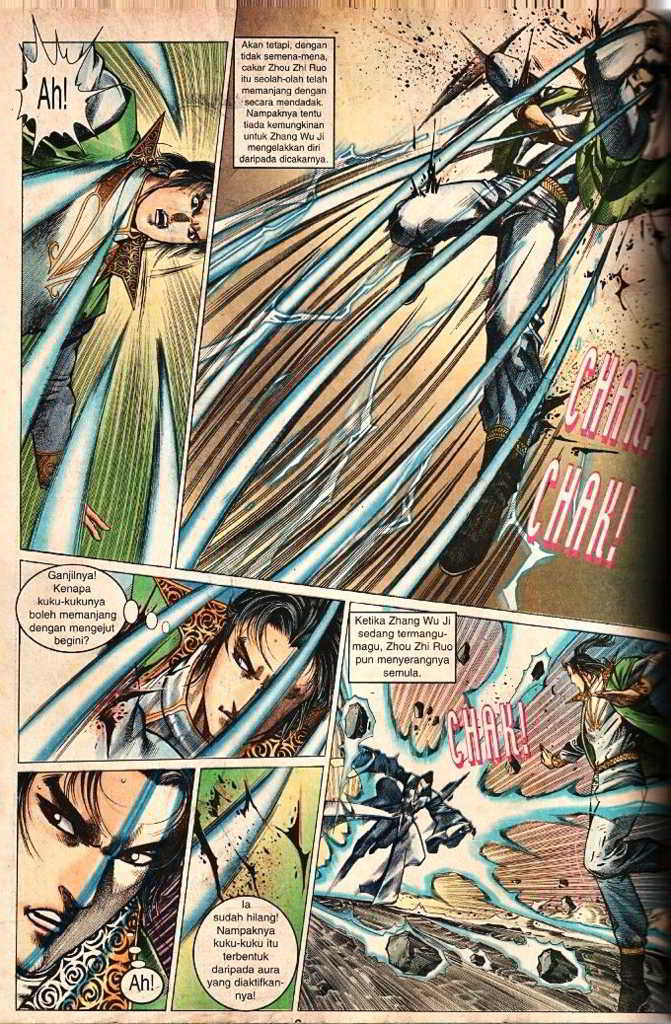 Ah!
Akan tetapi, dengan
tidak semena-mena,
cakar Zhou Zhi Ruo
itu seolah-olah telah
memanjang dengan
secara mendadak.
Nampaknya tentu
tiada kemungkinan
untuk Zhang Wu Ji
mengelakkan diri
daripada dicakarnya.
CHAK!
CHAK!
Ganjilnya!
Kenapa
kuku-kukunya
boleh memanjang
dengan mengejut
begini?
Ketika Zhang Wu Ji
sedang termangu-
magu, Zhou Zhi Ruo
pun menyerangnya
semula.
CHAK!
Ah!
Ia
sudah hilang!
Nampaknya
kuku-kuku itu
terbentuk
daripada aura
yang diaktifkan-
nya!